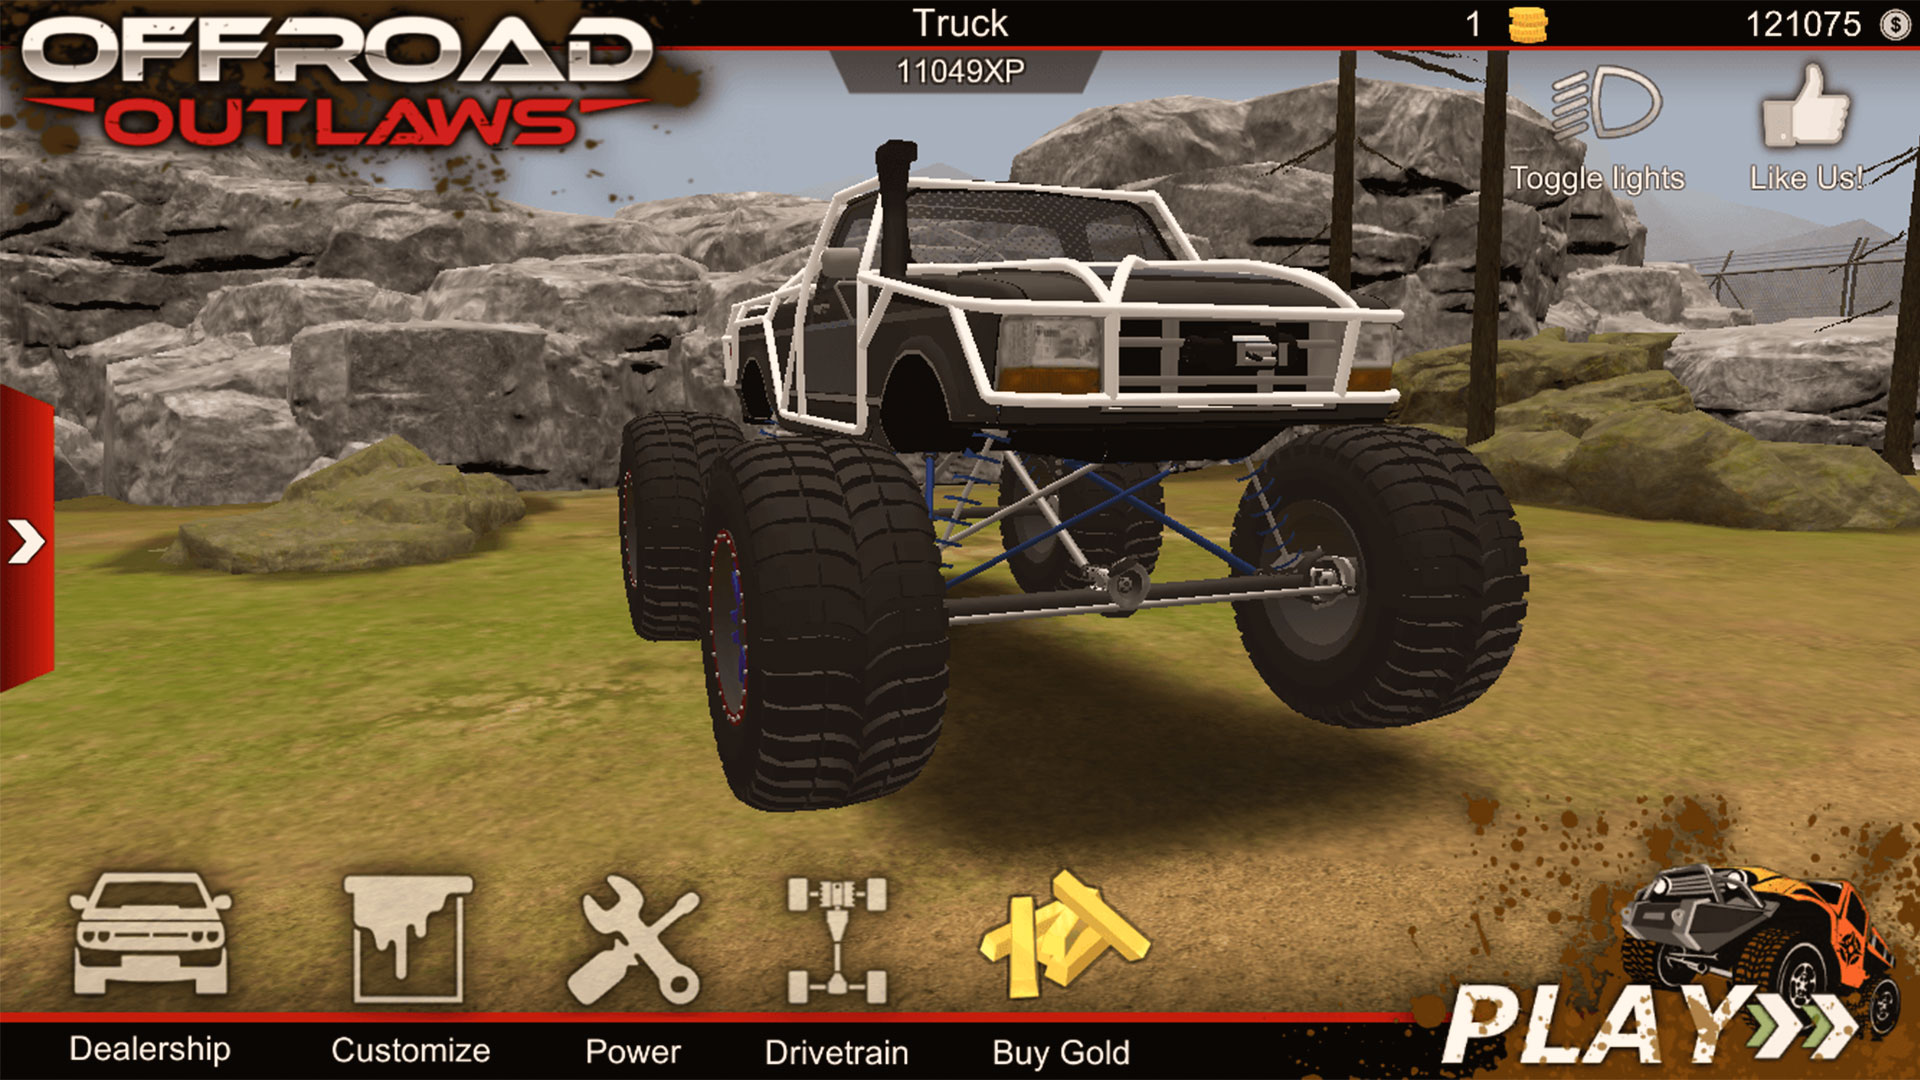 OFFROAD
OUTLAWS
Truck
11049XP
1
121075
Toggle lights
Like Us!
Dealership
Customize
Power
Drivetrain
Buy Gold
PLAY